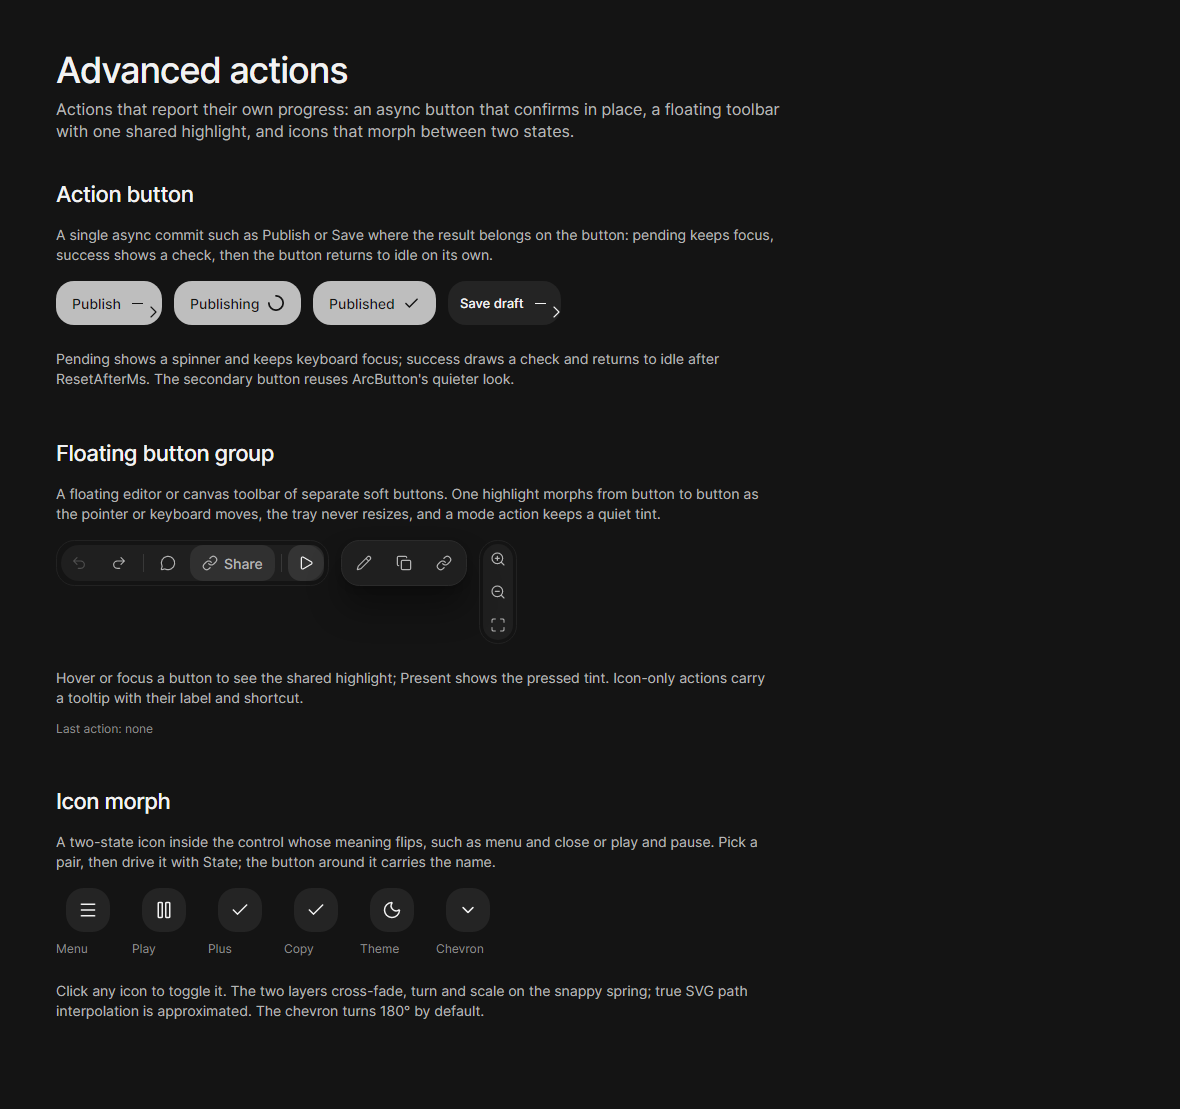 Advanced actions
Actions that report their own progress: an async button that confirms in place, a floating toolbar
with one shared highlight, and icons that morph between two states.
Action button
A single async commit such as Publish or Save where the result belongs on the button: pending keeps focus,
success shows a check, then the button returns to idle on its own.
Publish
Publishing
Published
Save draft
Pending shows a spinner and keeps keyboard focus; success draws a check and returns to idle after
ResetAfterMs. The secondary button reuses ArcButton's quieter look.
Floating button group
A floating editor or canvas toolbar of separate soft buttons. One highlight morphs from button to button as
the pointer or keyboard moves, the tray never resizes, and a mode action keeps a quiet tint.
Share
Hover or focus a button to see the shared highlight; Present shows the pressed tint. Icon-only actions carry
a tooltip with their label and shortcut.
Last action: none
Icon morph
A two-state icon inside the control whose meaning flips, such as menu and close or play and pause. Pick a
pair, then drive it with State; the button around it carries the name.
Menu
Play
Plus
Copy
Theme
Chevron
Click any icon to toggle it. The two layers cross-fade, turn and scale on the snappy spring; true SVG path
interpolation is approximated. The chevron turns 180° by default.